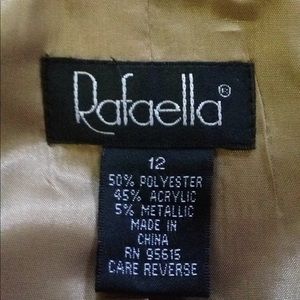 Rafaella®
12
50% POLYESTER
45% ACRYLIC
5% METALLIC
MADE IN
CHINA
RN 95615
CARE REVERSE